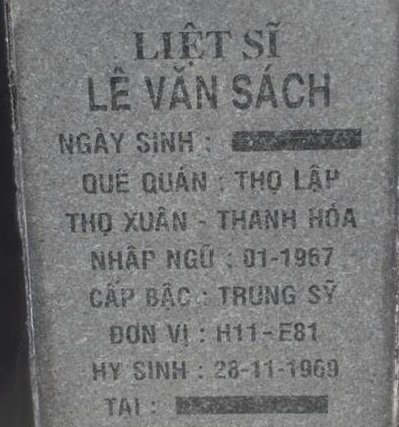 LIỆT SĨ
LÊ VĂN SÁCH
NGÀY SINH :
QUÊ QUÁN : THỌ LẬP
THỌ XUÂN - THANH HÓA
NHẬP NGŨ : 01-1967
CẤP BẬC : TRUNG SỸ
ĐƠN VỊ : H11-E81
HY SINH : 28-11-1969
TẠI :